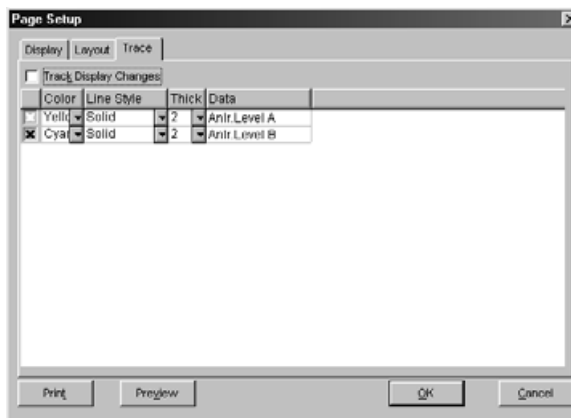 Page Setup
Display Layout Trace
Track Display Changes
Color Line Style Thick Data
Yello Solid 2 Anlr.Level A
Cyan Solid 2 Anlr.Level B
Print Preview OK Cancel